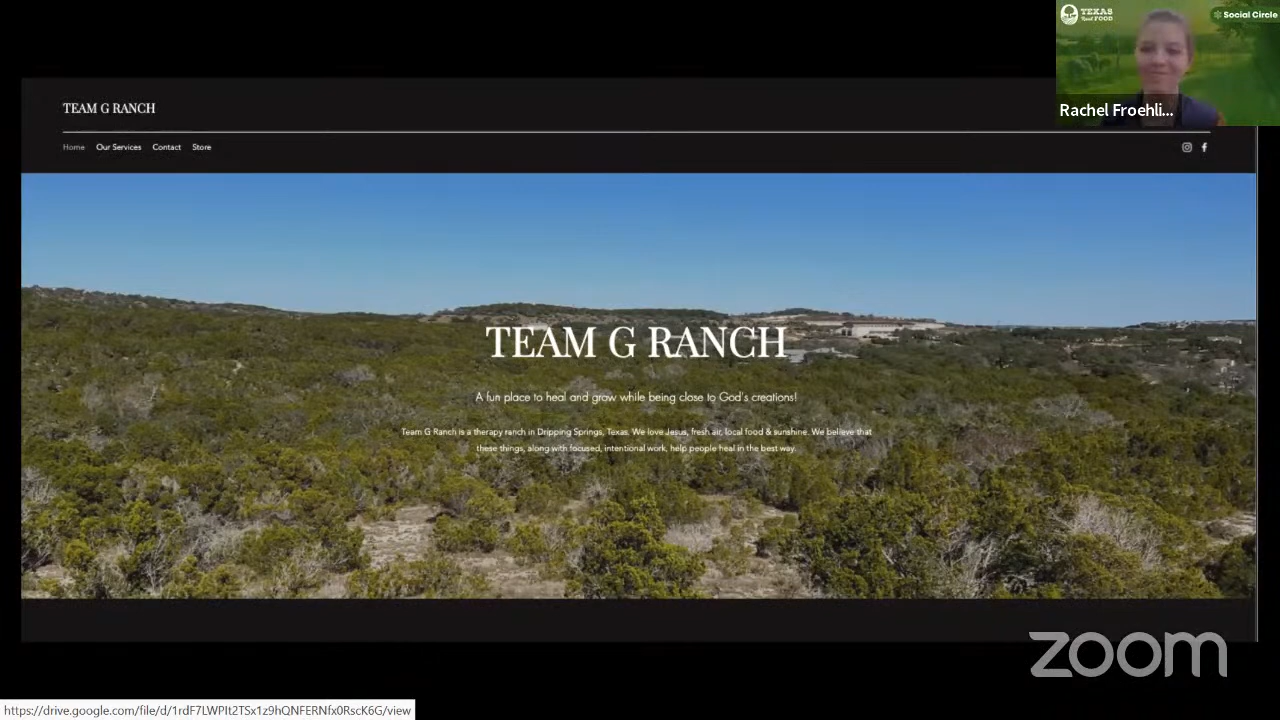 TEXAS
Real FOOD
Social Circle
Rachel Froehli...
TEAM G RANCH
Home Our Services Contact Store
TEAM G RANCH
A fun place to heal and grow while being close to God's creations!
Team G Ranch is a therapy ranch in Dripping Springs, Texas. We love Jesus, fresh air, local food & sunshine. We believe that
these things, along with focused, intentional work, help people heal in the best way.
zoom
https://drive.google.com/file/d/1rdF7LWPIt2TSx1z9hQNFERNfx0RscK6G/view